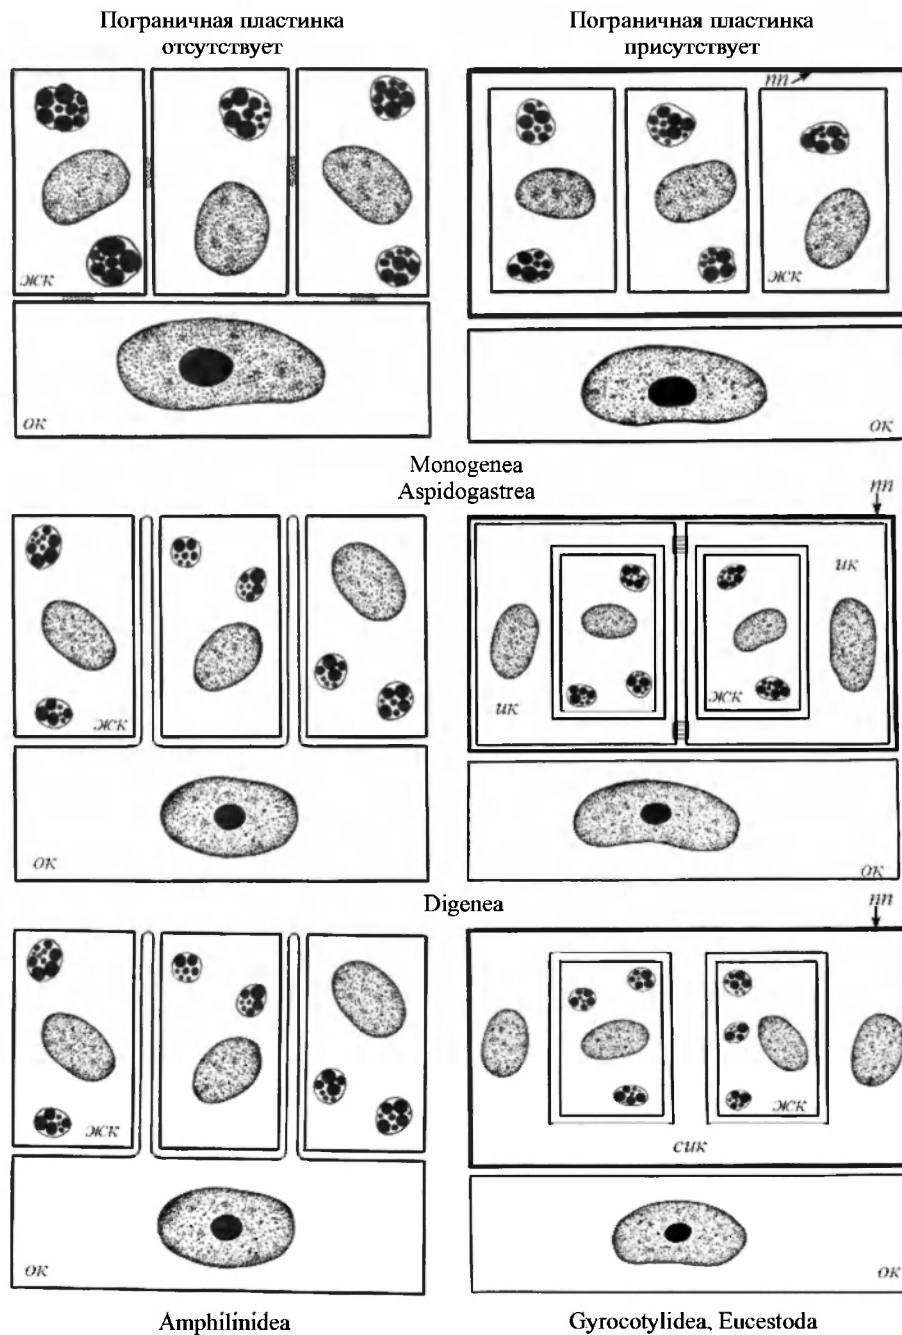 Пограничная пластинка
отсутствует
Пограничная пластинка
присутствует
пп
жк
жк
ок
ок
Monogenea
Aspidogastrea
пп
ик
жк
ик
жк
ок
ок
Digenea
пп
жк
жк
сик
ок
ок
Amphilinidea
Gyrocotylidea, Eucestoda